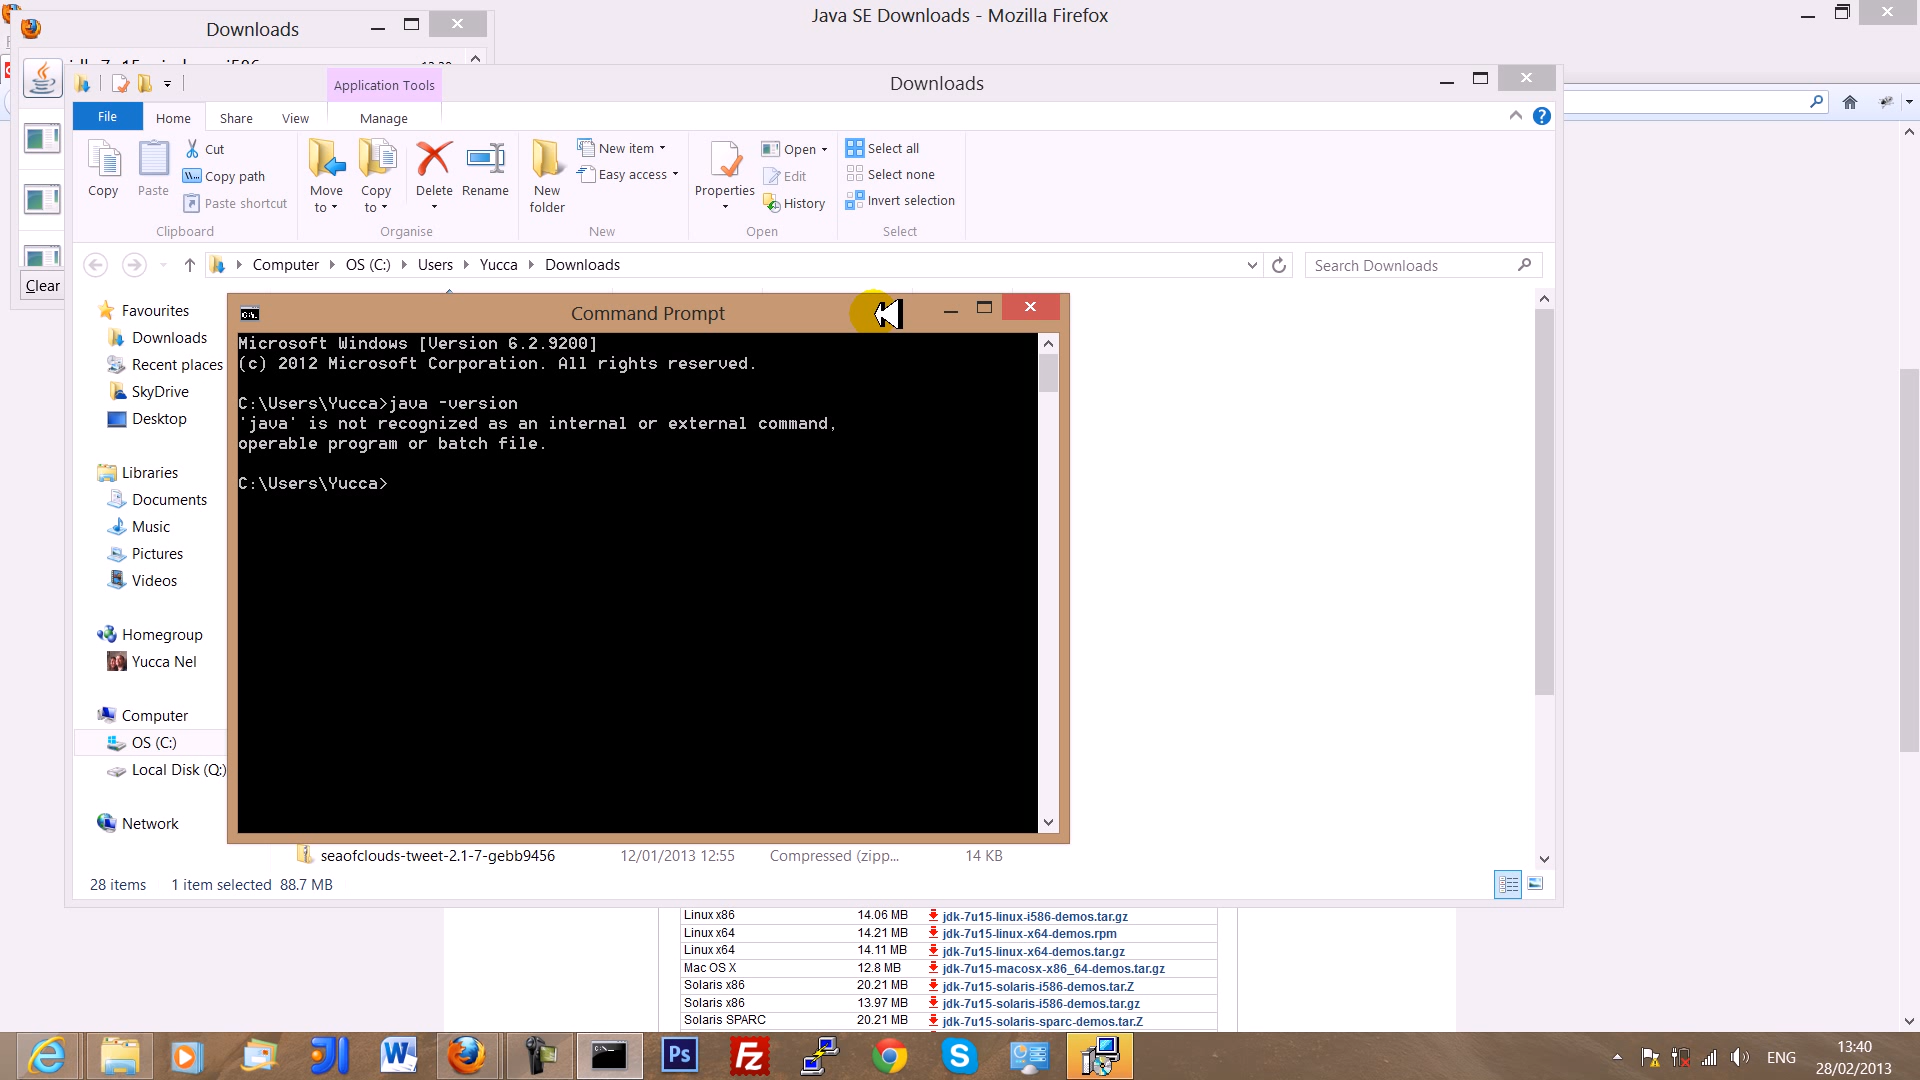 Java SE Downloads - Mozilla Firefox
Downloads
Application Tools
Downloads
File
Home
Share
View
Manage
Copy
Paste
Cut
Copy path
Paste shortcut
Clipboard
Move to
Copy to
Delete
Rename
Organise
New folder
New item
Easy access
New
Properties
Open
Edit
History
Open
Select all
Select none
Invert selection
Select
Clear
Computer
OS (C:)
Users
Yucca
Downloads
Search Downloads
Favourites
Downloads
Recent places
SkyDrive
Desktop
Libraries
Documents
Music
Pictures
Videos
Homegroup
Yucca Nel
Computer
OS (C:)
Local Disk (Q:)
Network
Command Prompt
Microsoft Windows [Version 6.2.9200]
(c) 2012 Microsoft Corporation. All rights reserved.
C:\Users\Yucca>java -version
'java' is not recognized as an internal or external command,
operable program or batch file.
C:\Users\Yucca>
seaofclouds-tweet-2.1-7-gebb9456 12/01/2013 12:55 Compressed (zipp... 14 KB
28 items 1 item selected 88.7 MB
Linux x86 14.06 MB jdk-7u15-linux-i586-demos.tar.gz
Linux x64 14.21 MB jdk-7u15-linux-x64-demos.rpm
Linux x64 14.11 MB jdk-7u15-linux-x64-demos.tar.gz
Mac OS X 12.8 MB jdk-7u15-macosx-x86_64-demos.tar.gz
Solaris x86 20.21 MB jdk-7u15-solaris-i586-demos.tar.Z
Solaris x86 13.97 MB jdk-7u15-solaris-i586-demos.tar.gz
Solaris SPARC 20.21 MB jdk-7u15-solaris-sparc-demos.tar.Z
ENG
13:40
28/02/2013